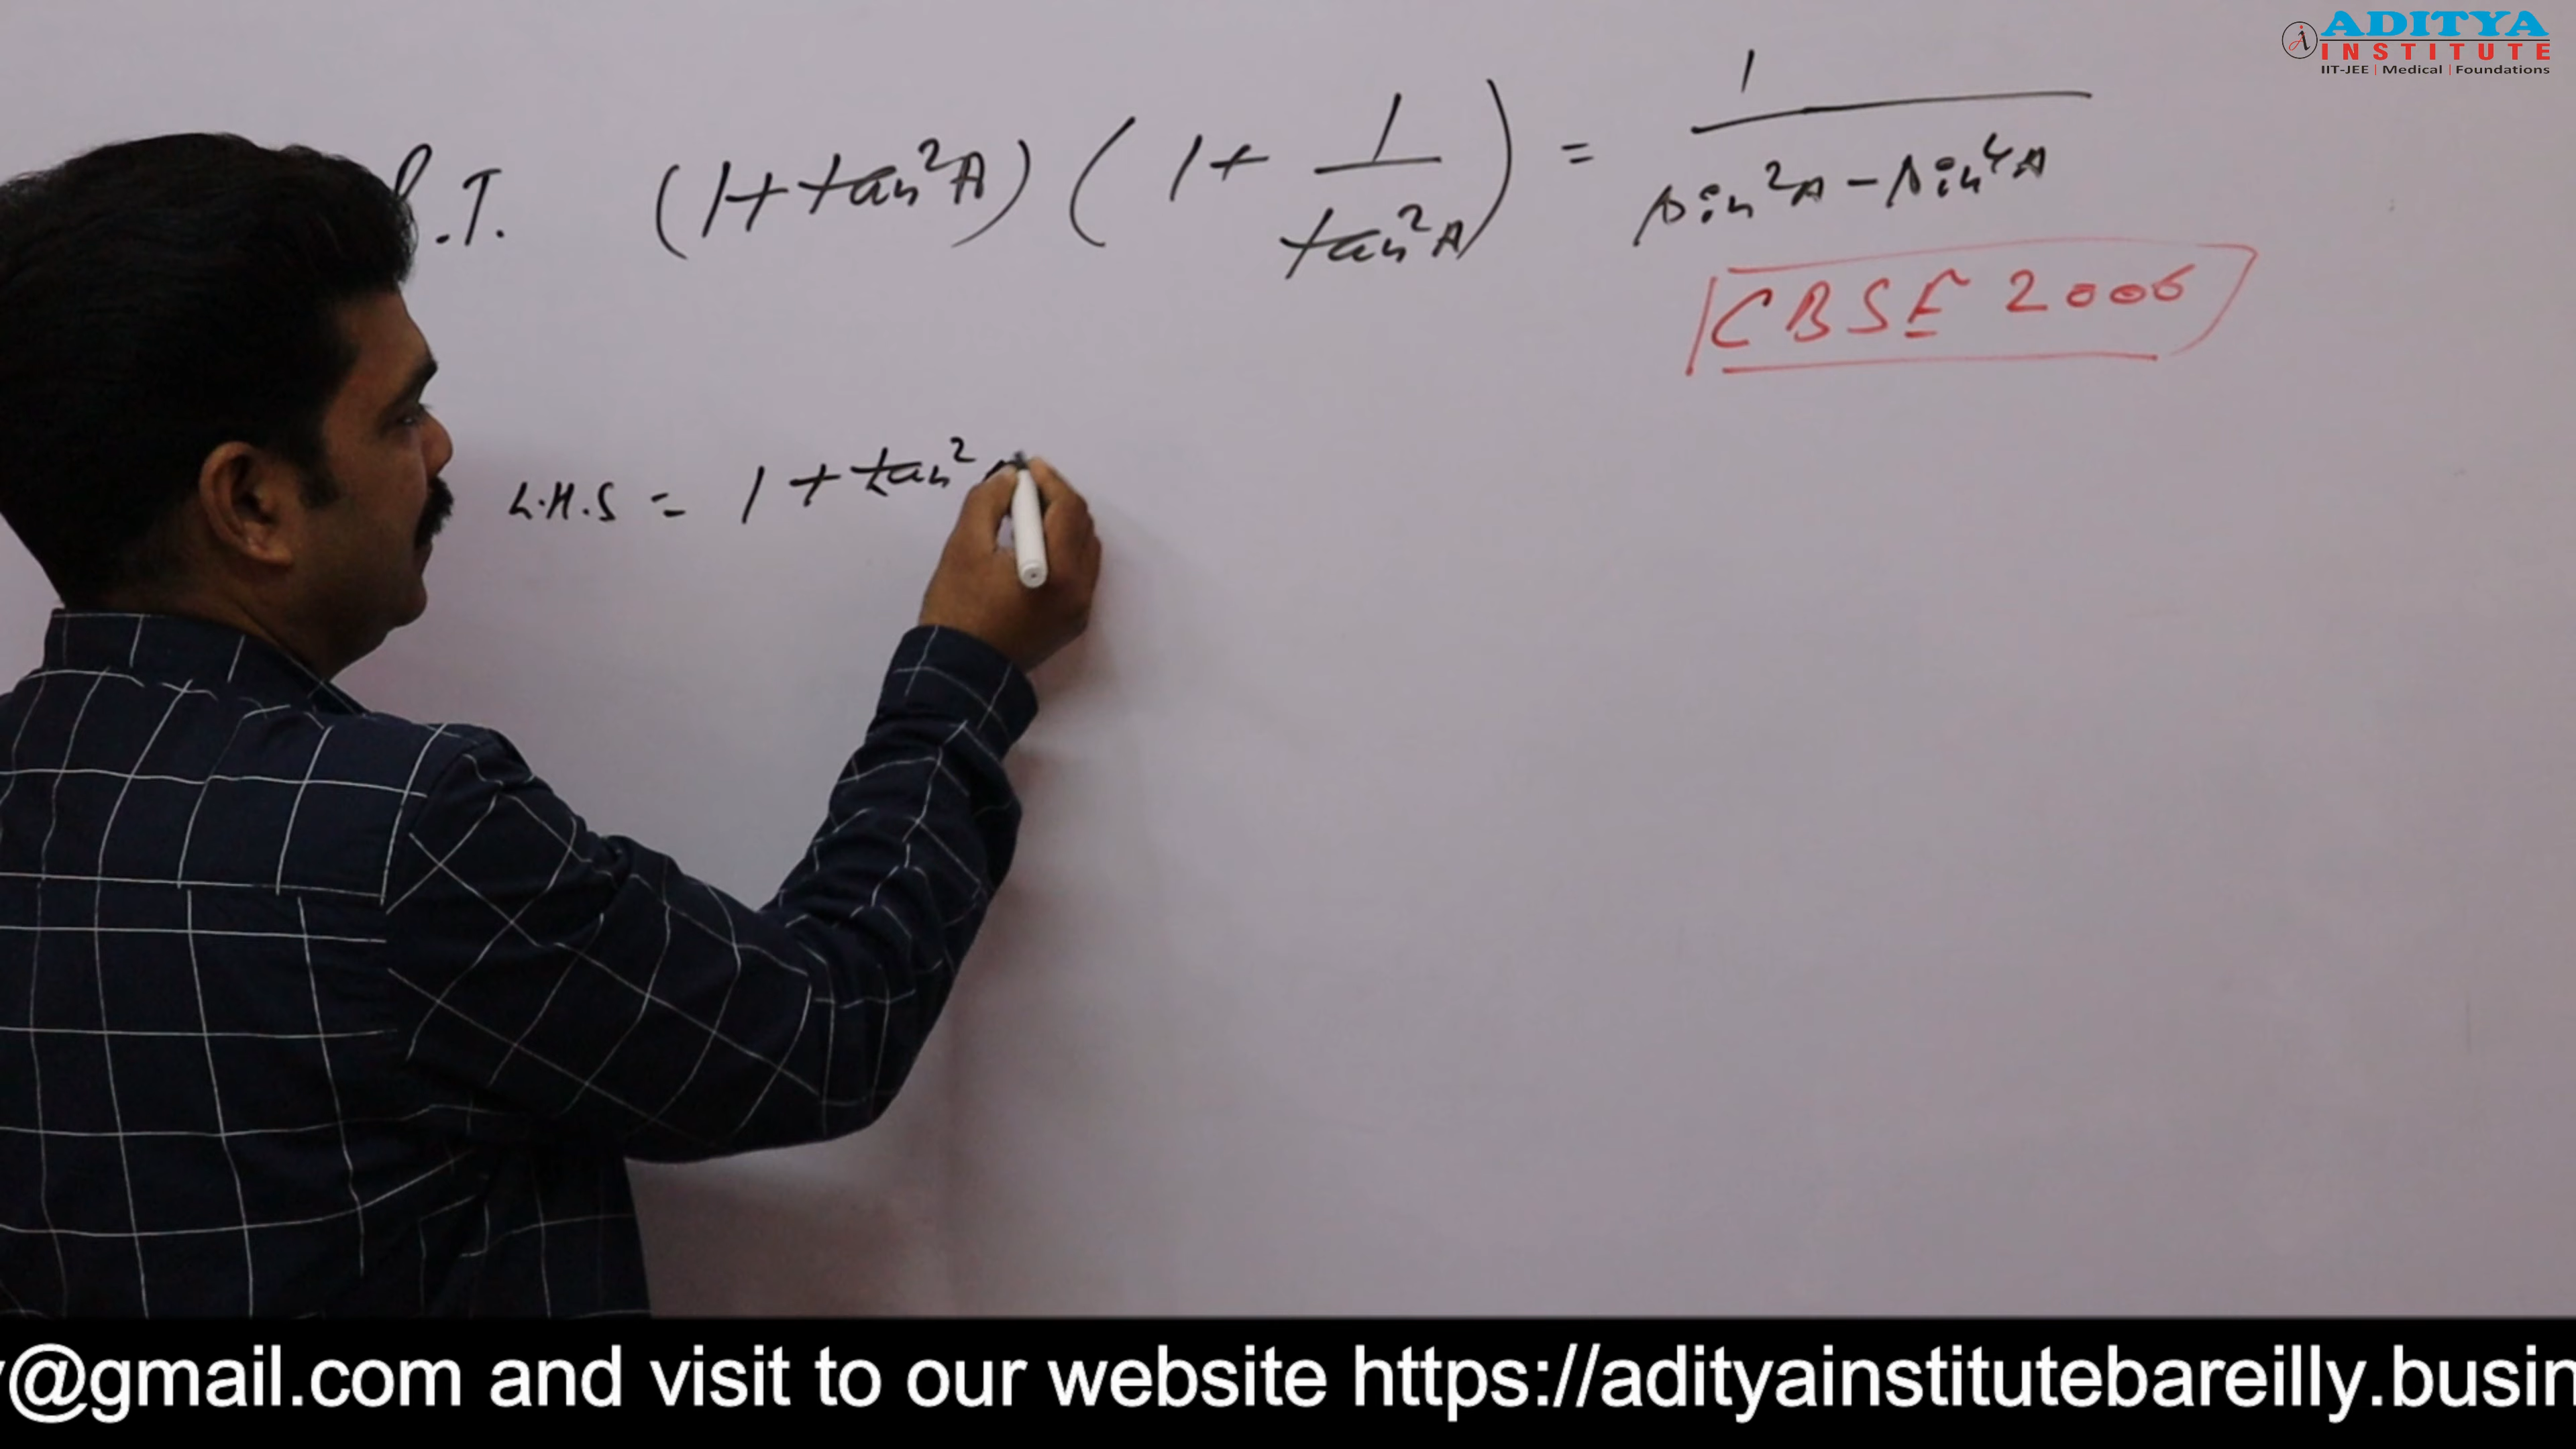 ADITYA
INSTITUTE
IIT-JEE | Medical | Foundations
P.T. (1+tan²A) (1+ 1/tan²A) = 1/sin²A-sin⁴A
CBSE 2006
L.H.S = 1+tan²
@gmail.com and visit to our website https://adityainstitutebareilly.busin